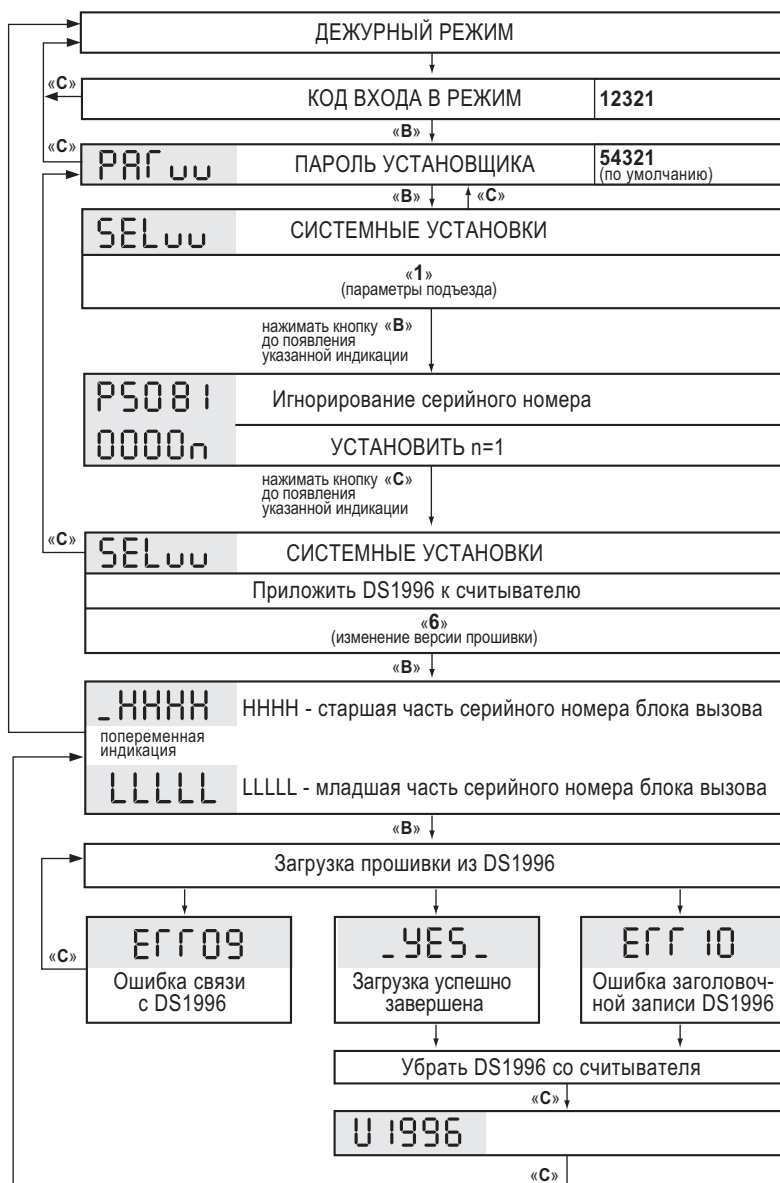 ДЕЖУРНЫЙ РЕЖИМ
«С»
КОД ВХОДА В РЕЖИМ 12321
«В»
«С»
PAГuu ПАРОЛЬ УСТАНОВЩИКА 54321
(по умолчанию)
«В» «С»
SELuu СИСТЕМНЫЕ УСТАНОВКИ
«1»
(параметры подъезда)
нажимать кнопку «В»
до появления
указанной индикации
PS081 Игнорирование серийного номера
0000n УСТАНОВИТЬ n=1
нажимать кнопку «С»
до появления
указанной индикации
«С»
SELuu СИСТЕМНЫЕ УСТАНОВКИ
Приложить DS1996 к считывателю
«6»
(изменение версии прошивки)
«В»
_HHHH HHHH - старшая часть серийного номера блока вызова
попеременная
индикация
LLLLL LLLLL - младшая часть серийного номера блока вызова
«В»
Загрузка прошивки из DS1996
«С»
EГГ09
Ошибка связи
с DS1996
_YES_
Загрузка успешно
завершена
EГГ10
Ошибка заголовоч-
ной записи DS1996
Убрать DS1996 со считывателя
«С»
U 1996
«С»